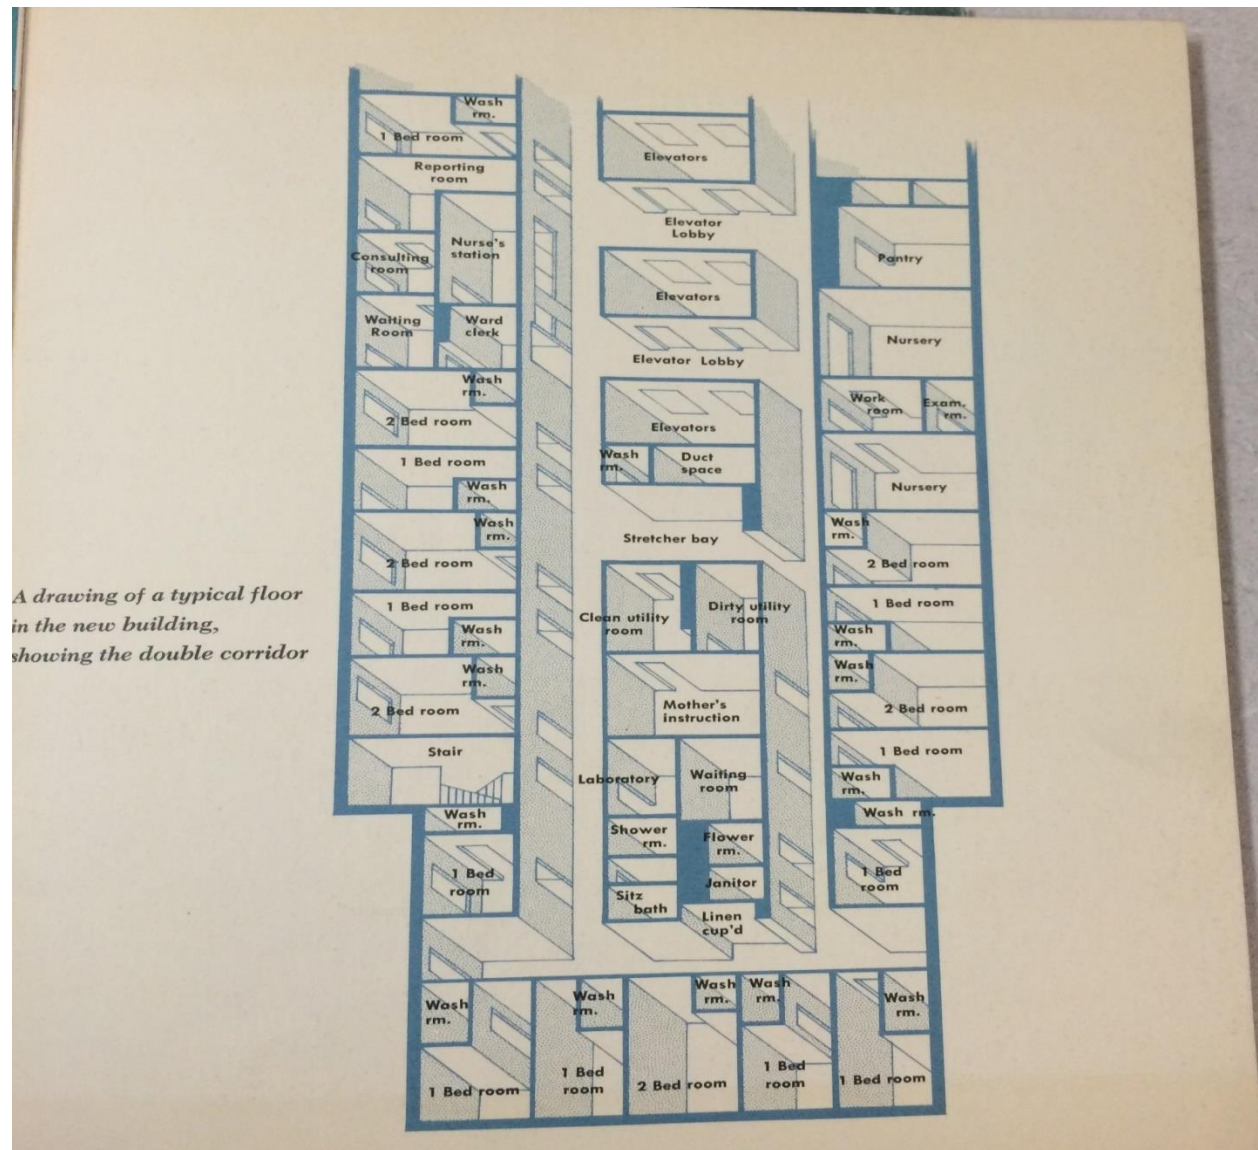 A drawing of a typical floor
in the new building,
showing the double corridor
Wash
rm.
1 Bed room
Reporting
room
Nurse's
station
Consulting
room
Waiting
Room
Ward
clerk
Wash
rm.
2 Bed room
1 Bed room
Wash
rm.
Wash
rm.
2 Bed room
1 Bed room
Wash
rm.
Wash
rm.
2 Bed room
Stair
Wash
rm.
1 Bed
room
Elevators
Elevator
Lobby
Elevators
Elevator Lobby
Elevators
Wash
rm.
Duct
space
Stretcher bay
Clean utility
room
Dirty utility
room
Mother's
instruction
Laboratory
Waiting
room
Shower
rm.
Flower
rm.
Janitor
Sitz
bath
Linen
cup'd
Pantry
Nursery
Work
room
Exam.
rm.
Nursery
Wash
rm.
2 Bed room
1 Bed room
Wash
rm.
Wash
rm.
2 Bed room
1 Bed room
Wash
rm.
Wash rm.
1 Bed
room
Wash
rm.
1 Bed room
Wash
rm.
1 Bed
room
Wash
rm.
2 Bed room
Wash
rm.
1 Bed
room
Wash
rm.
1 Bed room